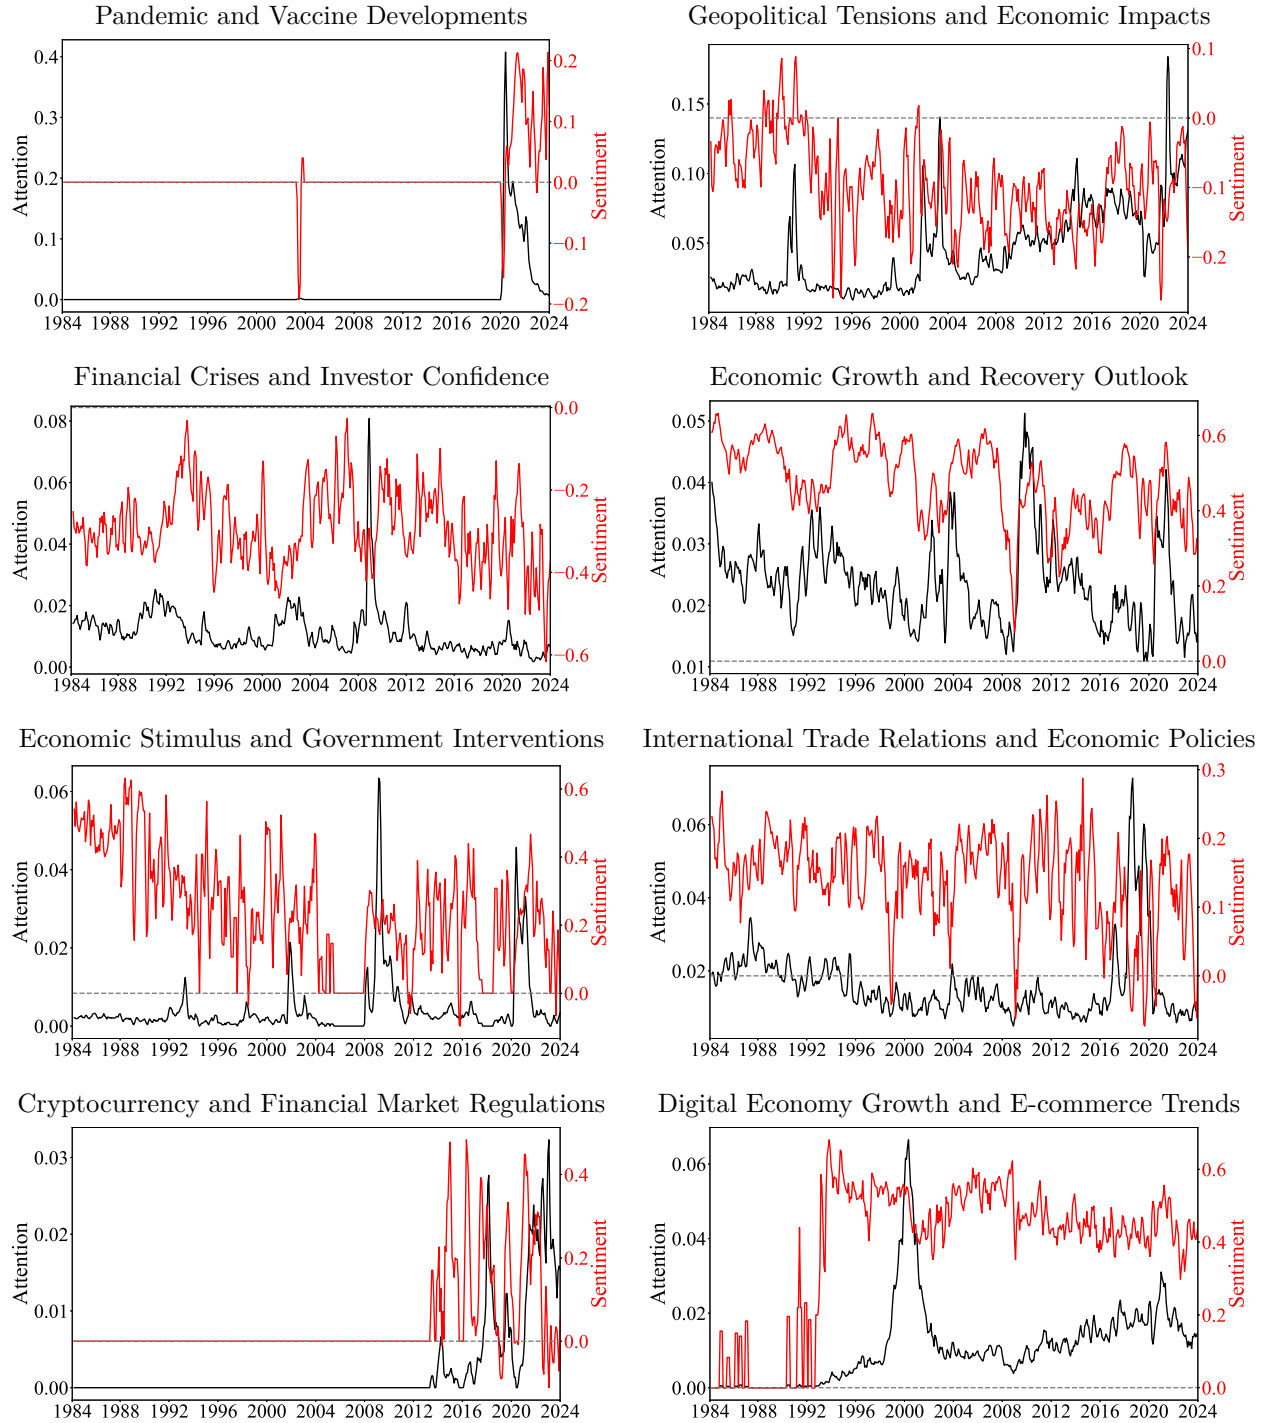 Pandemic and Vaccine Developments
0.4
0.3
0.2
0.1
0.0
Attention
0.2
0.1
0.0
−0.1
−0.2
Sentiment
1984 1988 1992 1996 2000 2004 2008 2012 2016 2020 2024
Geopolitical Tensions and Economic Impacts
0.15
0.10
0.05
Attention
0.1
0.0
−0.1
−0.2
Sentiment
1984 1988 1992 1996 2000 2004 2008 2012 2016 2020 2024
Financial Crises and Investor Confidence
0.08
0.06
0.04
0.02
0.00
Attention
0.0
−0.2
−0.4
−0.6
Sentiment
1984 1988 1992 1996 2000 2004 2008 2012 2016 2020 2024
Economic Growth and Recovery Outlook
0.05
0.04
0.03
0.02
0.01
Attention
0.6
0.4
0.2
0.0
Sentiment
1984 1988 1992 1996 2000 2004 2008 2012 2016 2020 2024
Economic Stimulus and Government Interventions
0.06
0.04
0.02
0.00
Attention
0.6
0.4
0.2
0.0
Sentiment
1984 1988 1992 1996 2000 2004 2008 2012 2016 2020 2024
International Trade Relations and Economic Policies
0.06
0.04
0.02
Attention
0.3
0.2
0.1
0.0
Sentiment
1984 1988 1992 1996 2000 2004 2008 2012 2016 2020 2024
Cryptocurrency and Financial Market Regulations
0.03
0.02
0.01
0.00
Attention
0.4
0.2
0.0
Sentiment
1984 1988 1992 1996 2000 2004 2008 2012 2016 2020 2024
Digital Economy Growth and E-commerce Trends
0.06
0.04
0.02
0.00
Attention
0.6
0.4
0.2
0.0
Sentiment
1984 1988 1992 1996 2000 2004 2008 2012 2016 2020 2024